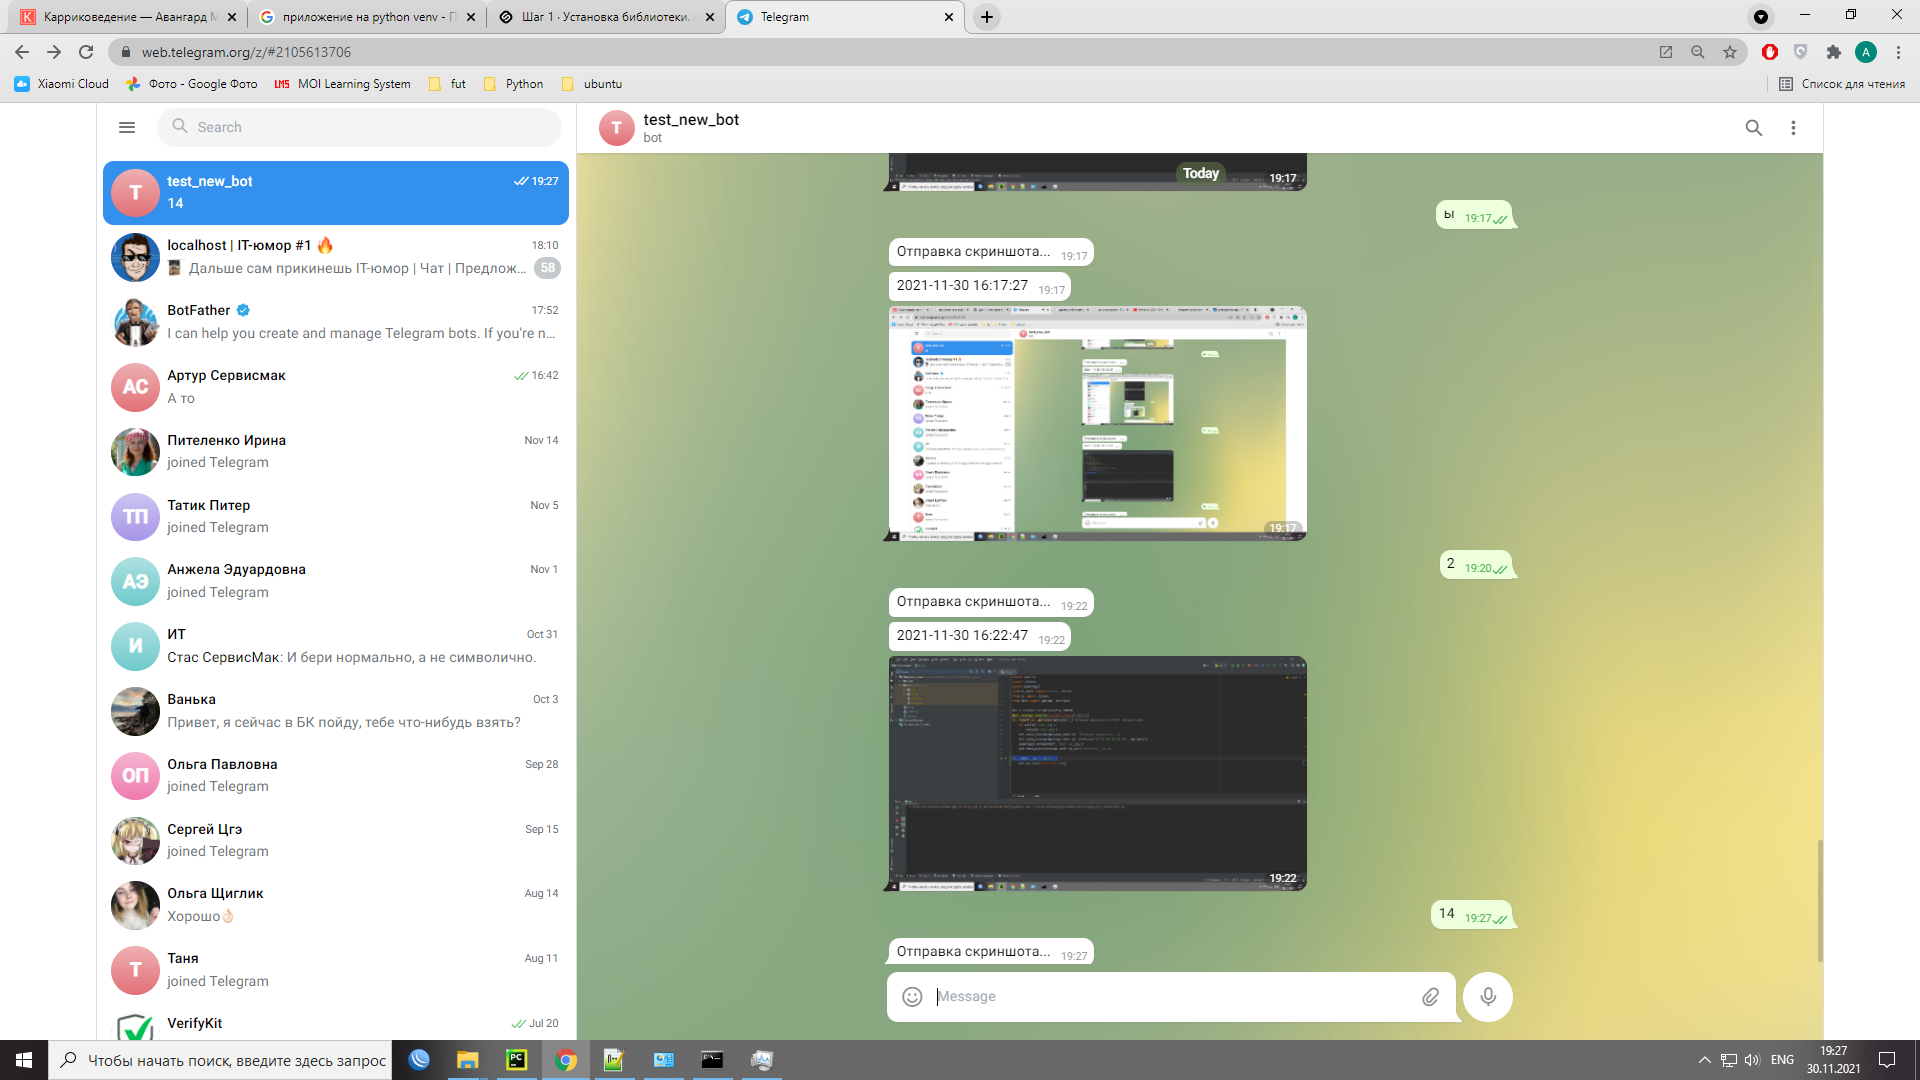 Карриковедение — Авангард М
приложение на python venv - П
Шаг 1 · Установка библиотеки.
Telegram
web.telegram.org/z/#2105613706
Xiaomi Cloud
Фото - Google Фото
LMS MOI Learning System
fut
Python
ubuntu
Список для чтения
Search
test_new_bot 19:27
14
localhost | IT-юмор #1 18:10
Дальше сам прикинешь IT-юмор | Чат | Предлож... 58
BotFather 17:52
I can help you create and manage Telegram bots. If you're n...
АС
Артур Сервисмак 16:42
А то
Пителенко Ирина Nov 14
joined Telegram
ТП
Татик Питер Nov 5
joined Telegram
АЭ
Анжела Эдуардовна Nov 1
joined Telegram
И
ИТ Oct 31
Стас СервисМак: И бери нормально, а не символично.
Ванька Oct 3
Привет, я сейчас в БК пойду, тебе что-нибудь взять?
ОП
Ольга Павловна Sep 28
joined Telegram
Сергей Цгэ Sep 15
joined Telegram
Ольга Щиглик Aug 14
Хорошо
Т
Таня Aug 11
joined Telegram
VerifyKit Jul 20
T
test_new_bot
bot
Today
19:17
ы 19:17
Отправка скриншота... 19:17
2021-11-30 16:17:27 19:17
19:17
2 19:20
Отправка скриншота... 19:22
2021-11-30 16:22:47 19:22
19:22
14 19:27
Отправка скриншота... 19:27
Message
Чтобы начать поиск, введите здесь запрос
ENG
19:27
30.11.2021